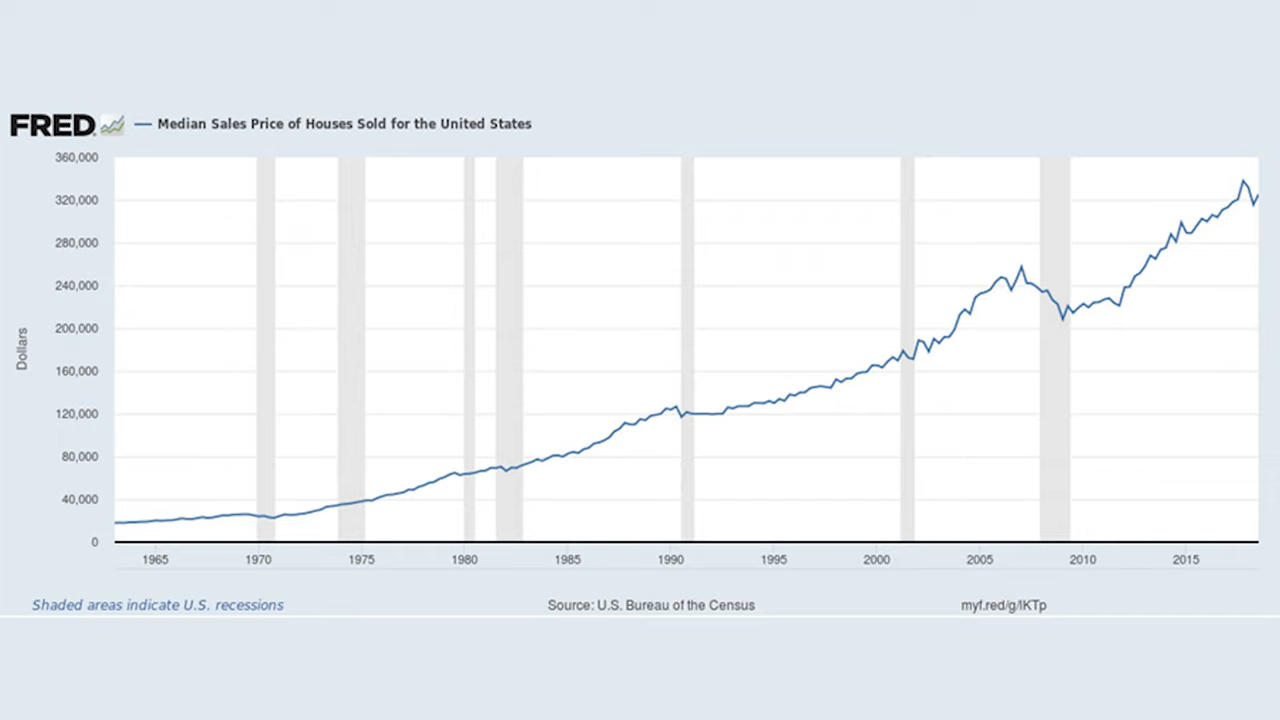 FRED
Median Sales Price of Houses Sold for the United States
360,000
320,000
280,000
240,000
200,000
160,000
120,000
80,000
40,000
0
Dollars
1965 1970 1975 1980 1985 1990 1995 2000 2005 2010 2015
Shaded areas indicate U.S. recessions
Source: U.S. Bureau of the Census
myf.red/g/lKTp